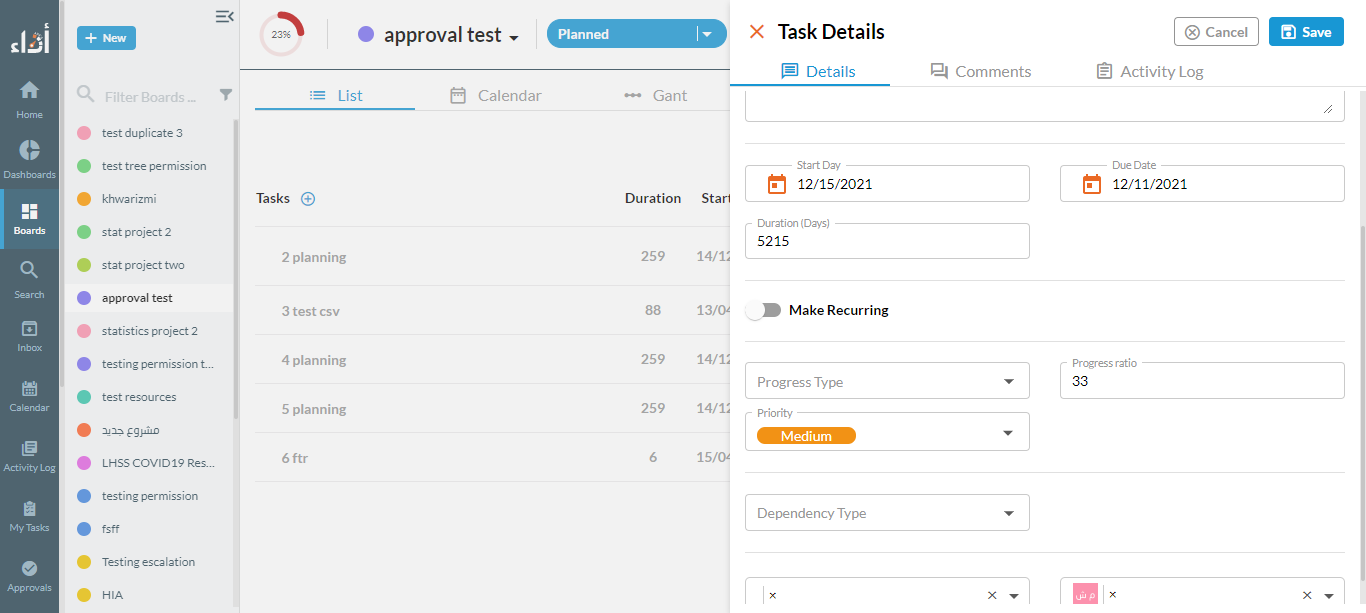 أداء
Home
Dashboards
Boards
Search
Inbox
Calendar
Activity Log
My Tasks
Approvals
+ New
Filter Boards ...
test duplicate 3
test tree permission
khwarizmi
stat project 2
stat project two
approval test
statistics project 2
testing permission t...
test resources
مشروع جديد
LHSS COVID19 Res...
testing permission
fsff
Testing escalation
HIA
23%
approval test
Planned
List
Calendar
Gant
Tasks
Duration
Start
2 planning
259
14/12
3 test csv
88
13/04
4 planning
259
14/12
5 planning
259
14/12
6 ftr
6
15/04
Task Details
Cancel
Save
Details
Comments
Activity Log
Start Day
12/15/2021
Due Date
12/11/2021
Duration (Days)
5215
Make Recurring
Progress Type
Progress ratio
33
Priority
Medium
Dependency Type
م ش